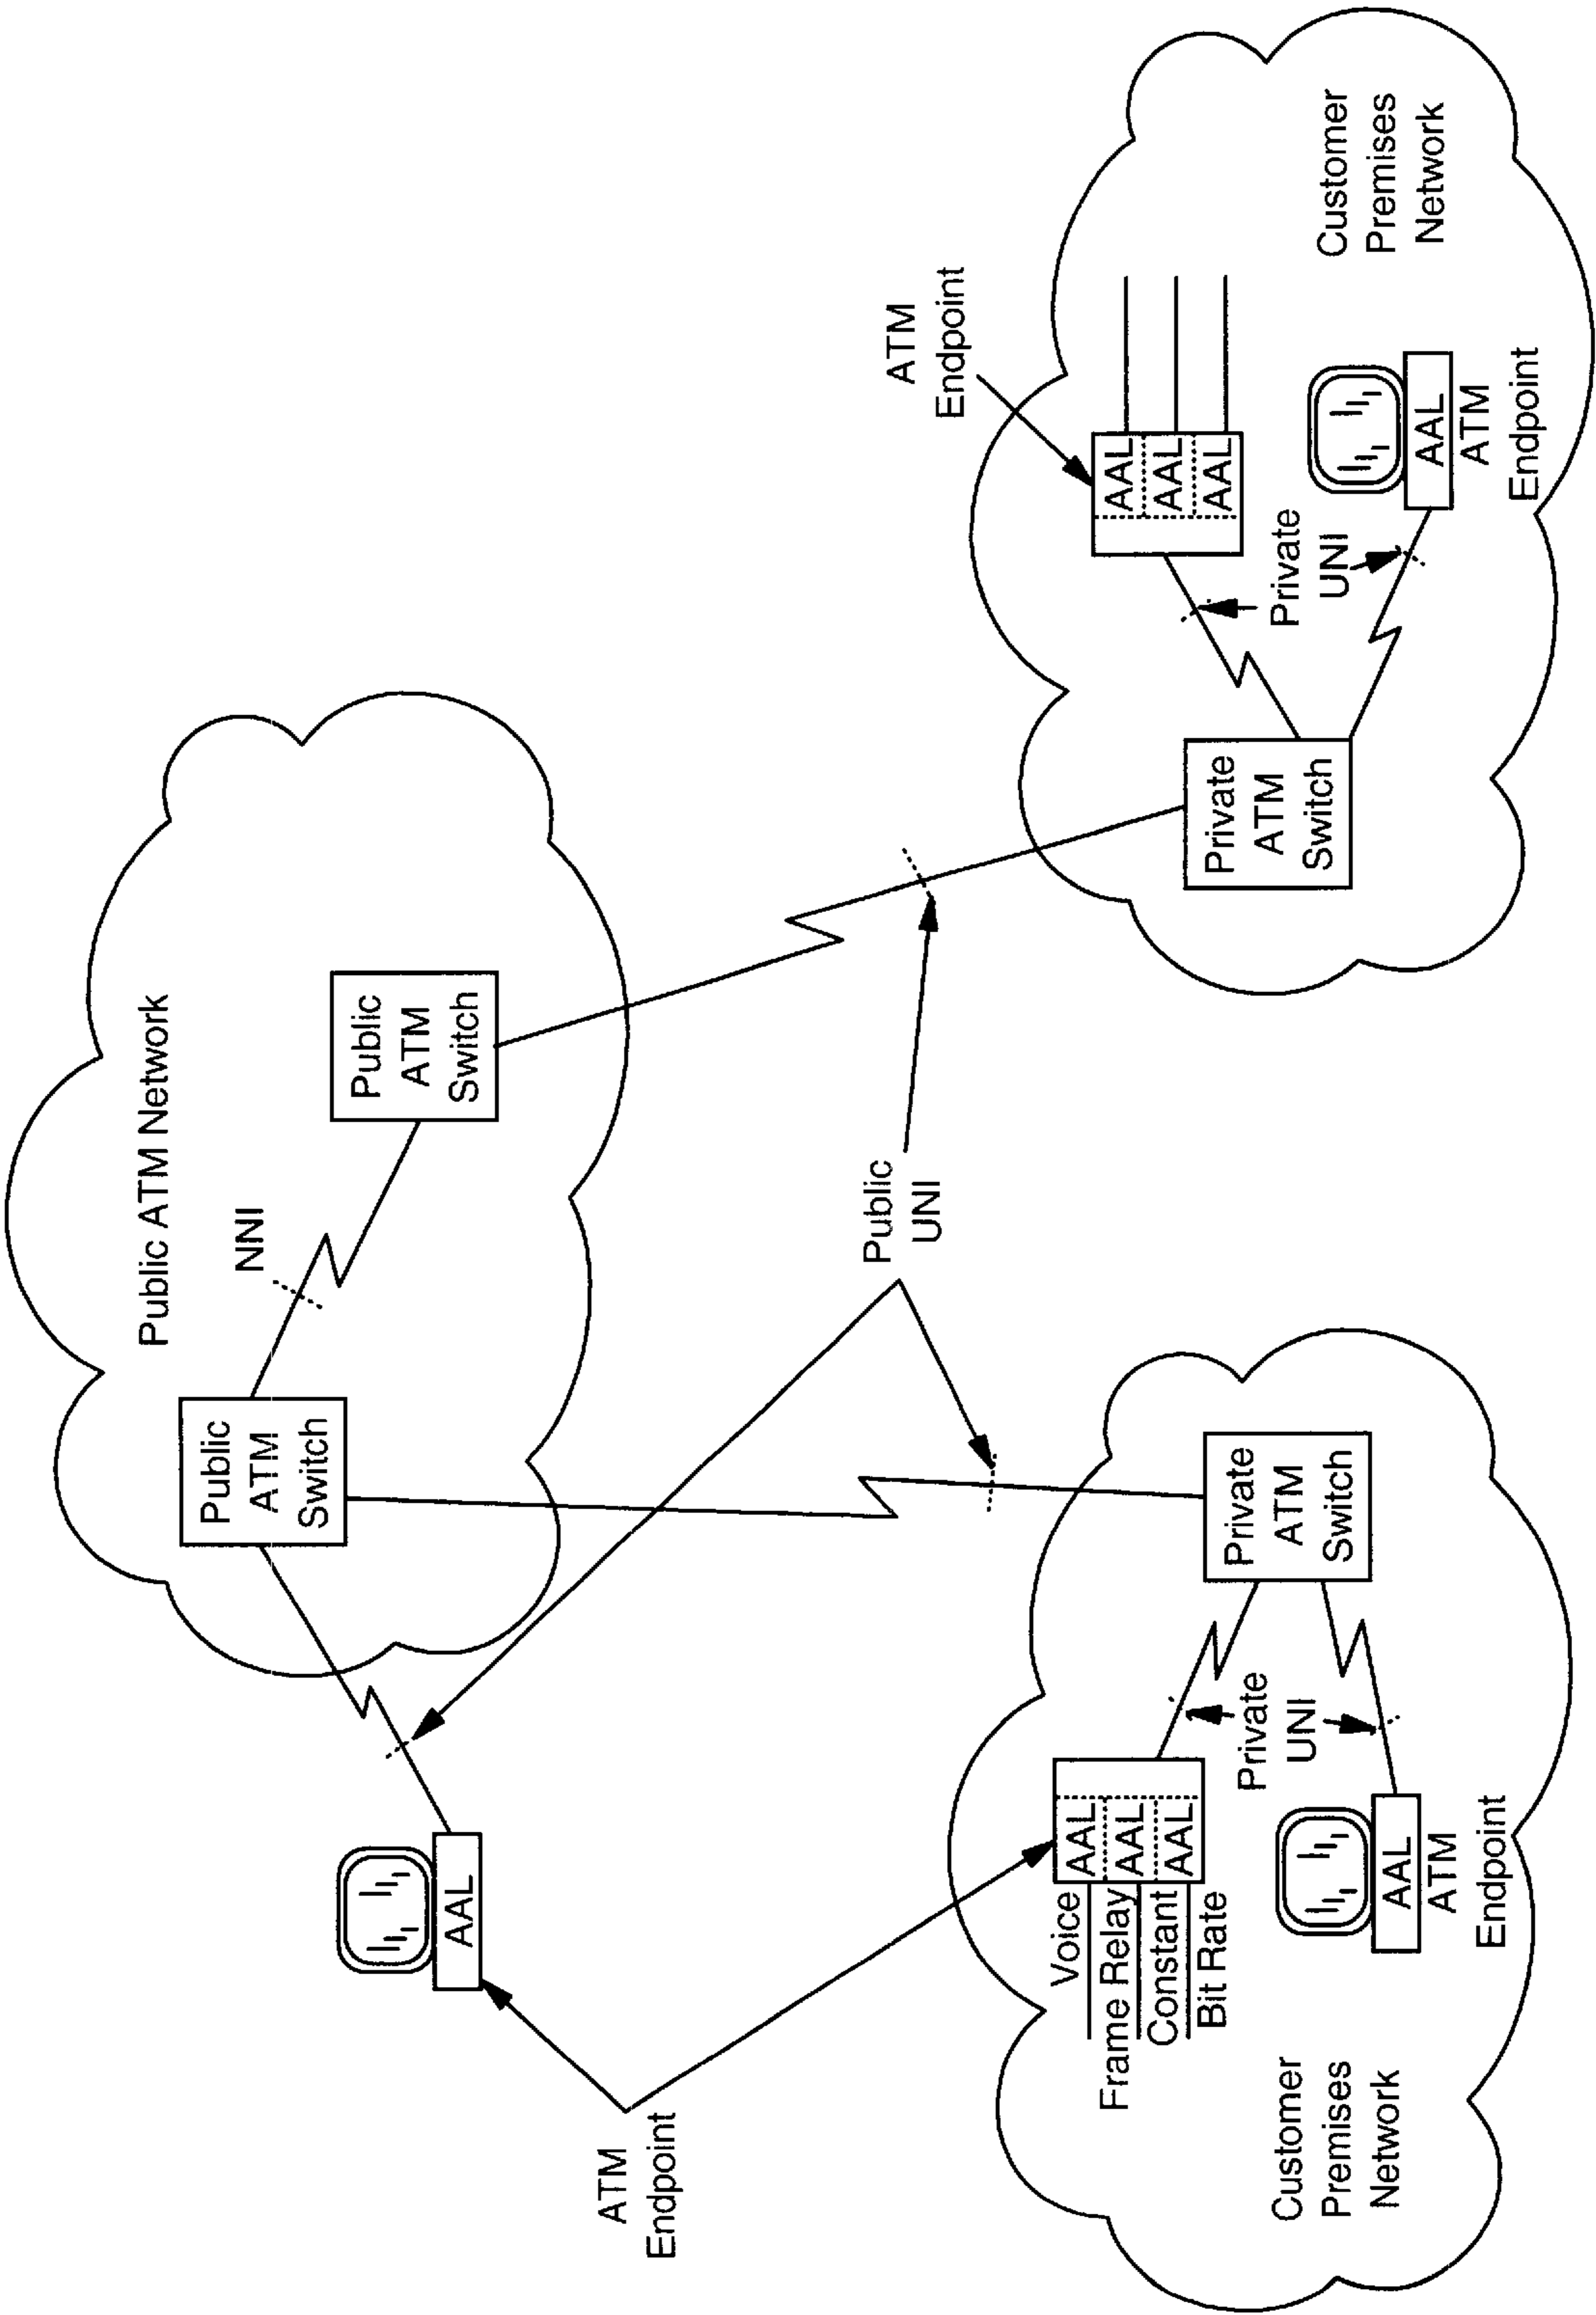 Public ATM Network
NNI
Public
ATM
Switch
Public
ATM
Switch
AAL
ATM
Endpoint
Public
UNI
ATM
Endpoint
Voice
Frame Relay
Constant
Bit Rate
AAL
AAL
AAL
Private
UNI
Private
ATM
Switch
AAL
ATM
Endpoint
Customer
Premises
Network
Private
ATM
Switch
AAL
AAL
AAL
Private
UNI
AAL
ATM
Endpoint
Customer
Premises
Network